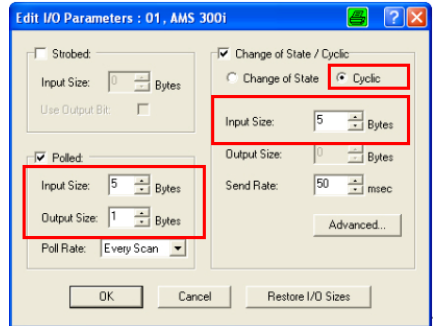 Edit I/O Parameters : 01, AMS 300i
Strobed:
Input Size: 0 Bytes
Use Output Bit:
Polled:
Input Size: 5 Bytes
Output Size: 1 Bytes
Poll Rate: Every Scan
Change of State / Cyclic
Change of State Cyclic
Input Size: 5 Bytes
Output Size: 0 Bytes
Send Rate: 50 msec
Advanced...
OK Cancel Restore I/O Sizes